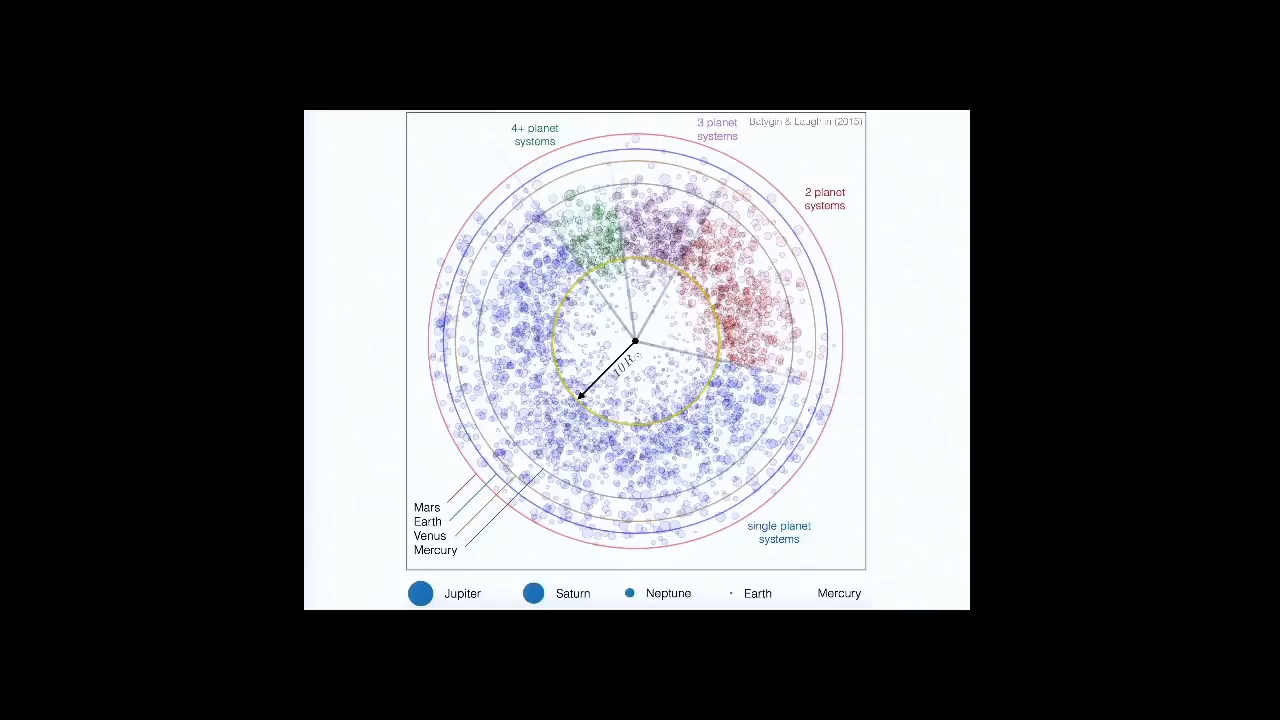 4+ planet
systems
3 planet
systems
Batygin & Laughlin (2015)
2 planet
systems
10 R☉
Mars
Earth
Venus
Mercury
single planet
systems
Jupiter
Saturn
Neptune
Earth
Mercury